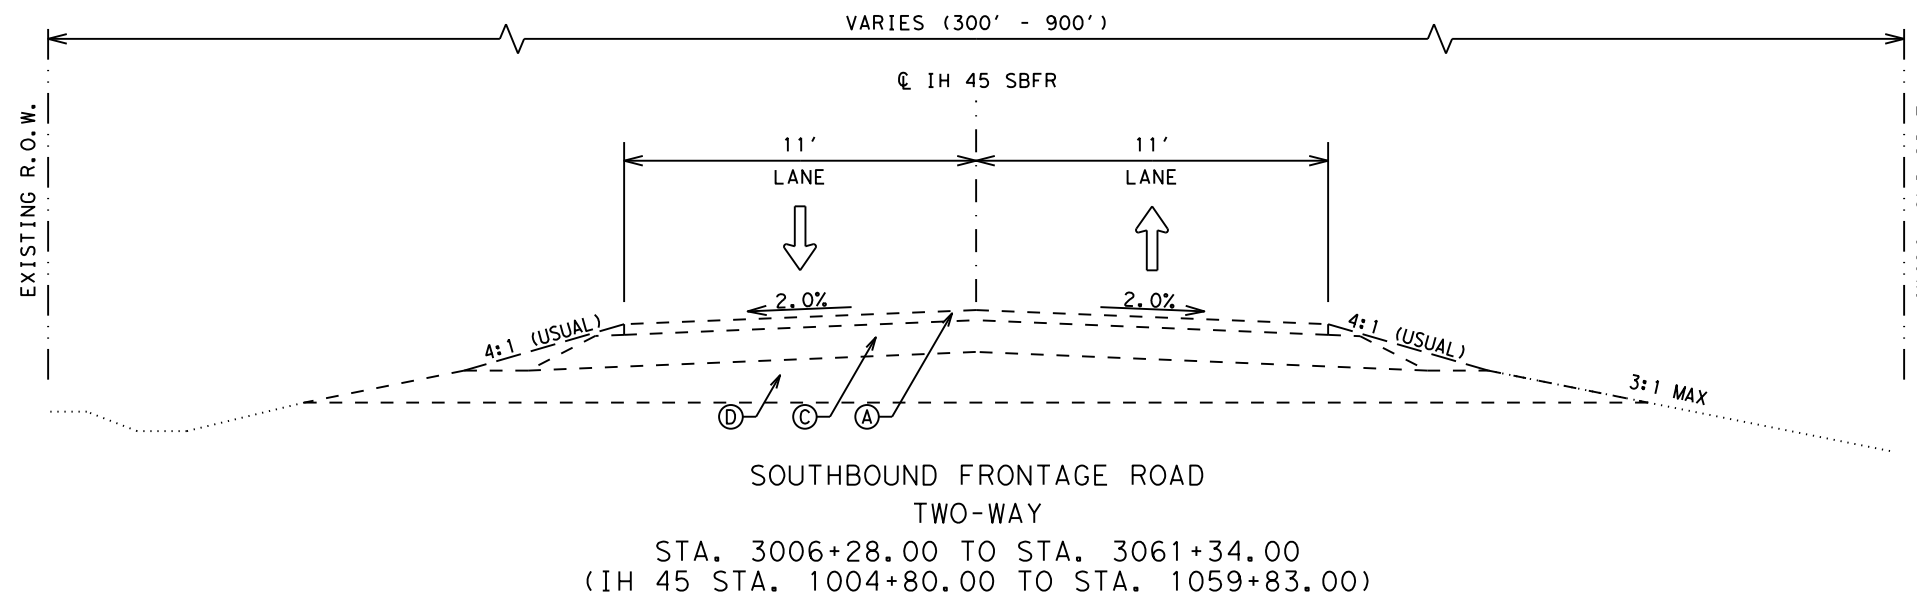 VARIES (300' - 900')
℄ IH 45 SBFR
EXISTING R.O.W.
11'
LANE
11'
LANE
2.0%
2.0%
4:1 (USUAL)
4:1 (USUAL)
3:1 MAX
D
C
A
SOUTHBOUND FRONTAGE ROAD
TWO-WAY
STA. 3006+28.00 TO STA. 3061+34.00
(IH 45 STA. 1004+80.00 TO STA. 1059+83.00)